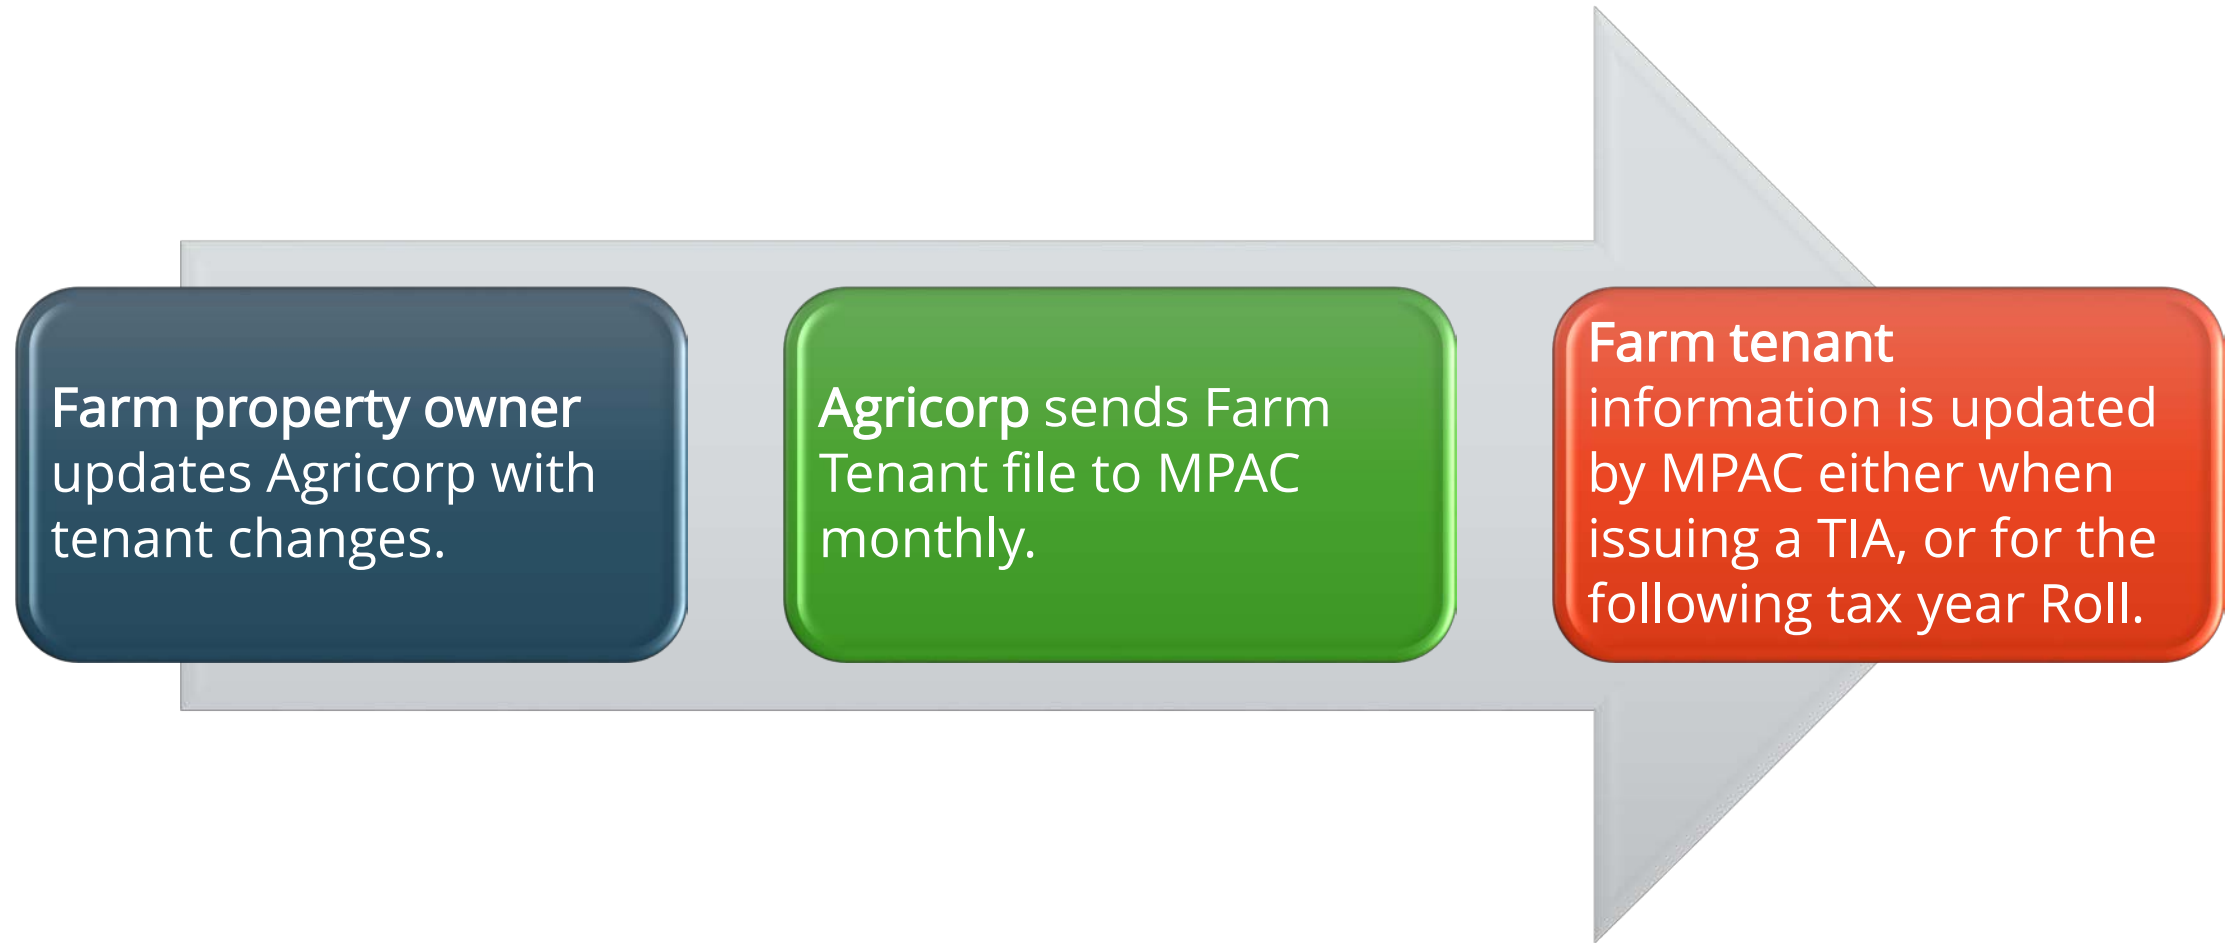 Farm property owner
updates Agricorp with
tenant changes.
Agricorp sends Farm
Tenant file to MPAC
monthly.
Farm tenant
information is updated
by MPAC either when
issuing a TIA, or for the
following tax year Roll.